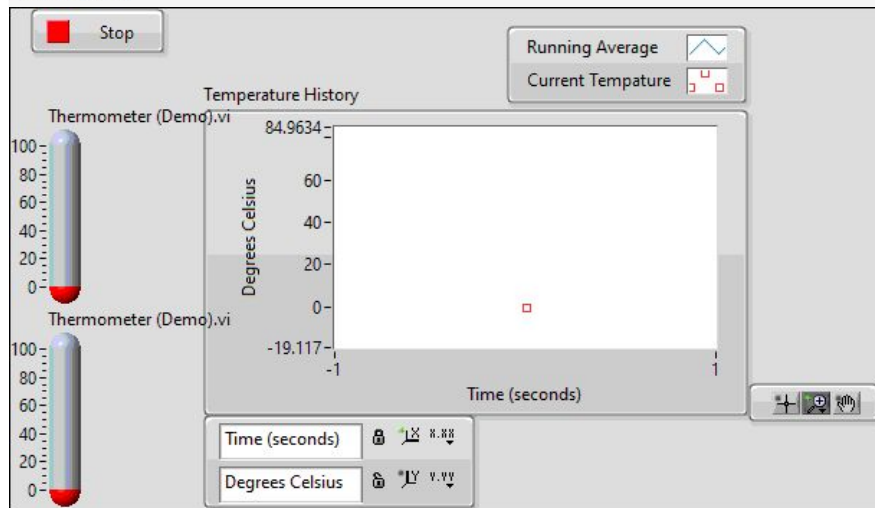 Stop
Running Average
Current Tempature
Temperature History
Thermometer (Demo).vi
100
80
60
40
20
0
84.9634
60
40
20
0
-19.117
Degrees Celsius
-1
1
Time (seconds)
Thermometer (Demo).vi
100
80
60
40
20
0
Time (seconds)
X
X.XX
Degrees Celsius
Y
Y.YY